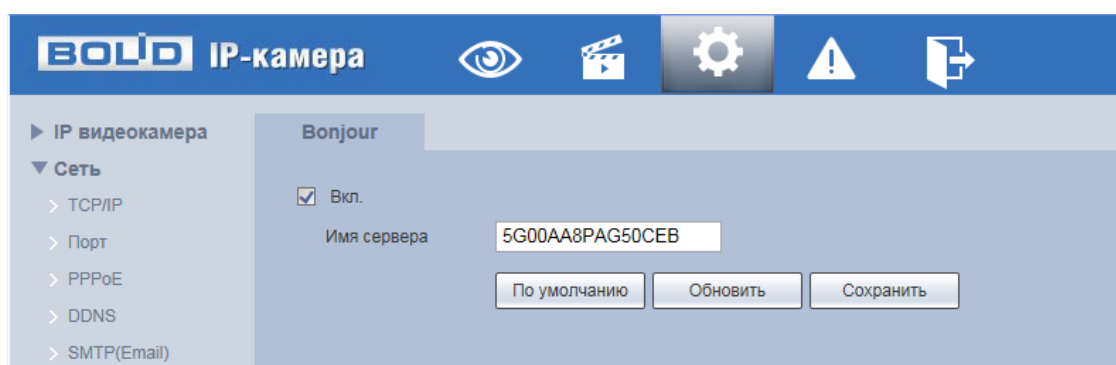 BOLID IP-камера
IP видеокамера
Bonjour
Сеть
TCP/IP
Вкл.
Порт
Имя сервера
5G00AA8PAG50CEB
PPPoE
По умолчанию
Обновить
Сохранить
DDNS
SMTP(Email)